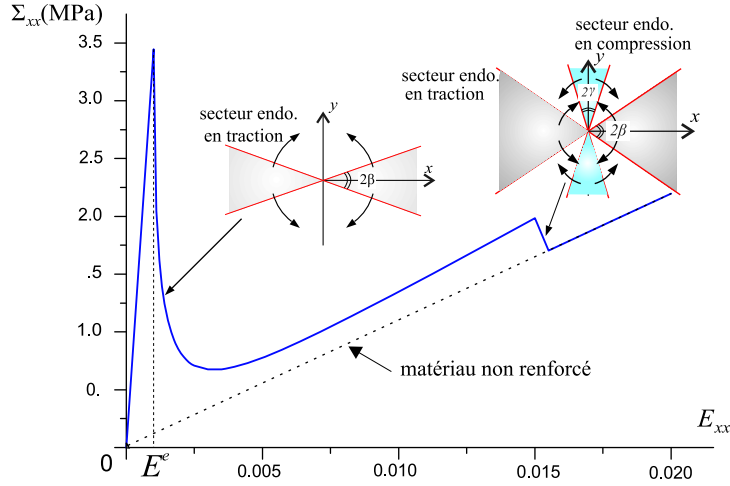 Σxx(MPa)
3.5
3.0
2.5
2.0
.5
1.0
0.
0
E^e
0.005
0.010
0.015
0.020
Exx
secteur endo.
en traction
y
x
2β
secteur endo.
en compression
secteur endo.
en traction
y
2γ
2β
x
matériau non renforcé